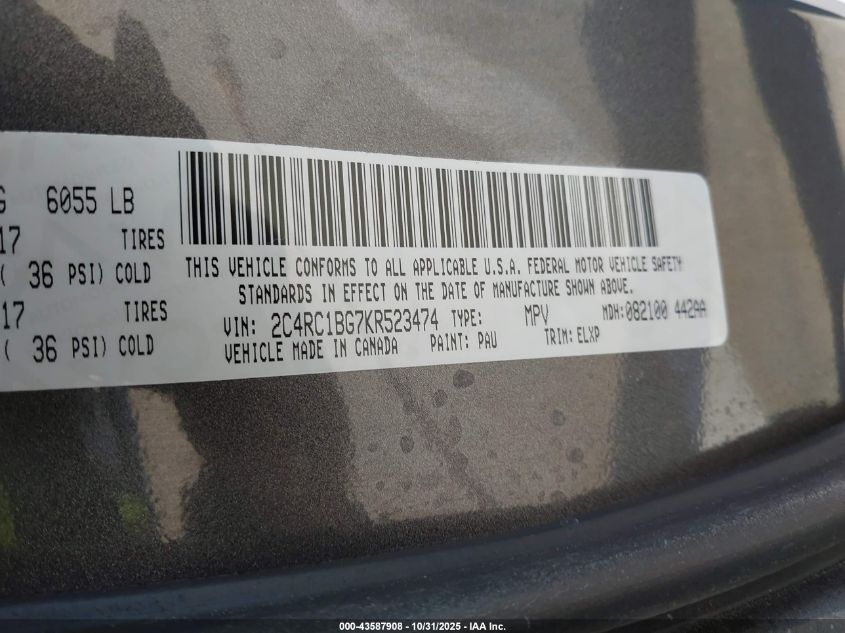 G 6055 LB
17 TIRES
( 36 PSI) COLD
17 TIRES
( 36 PSI) COLD
THIS VEHICLE CONFORMS TO ALL APPLICABLE U.S.A. FEDERAL MOTOR VEHICLE SAFETY
STANDARDS IN EFFECT ON THE DATE OF MANUFACTURE SHOWN ABOVE.
VIN: 2C4RC1BG7KR523474 TYPE: MPV MDH: 082100 442AA
VEHICLE MADE IN CANADA PAINT: PAU TRIM: ELXP
000-43587908 - 10/31/2025 - IAA Inc.